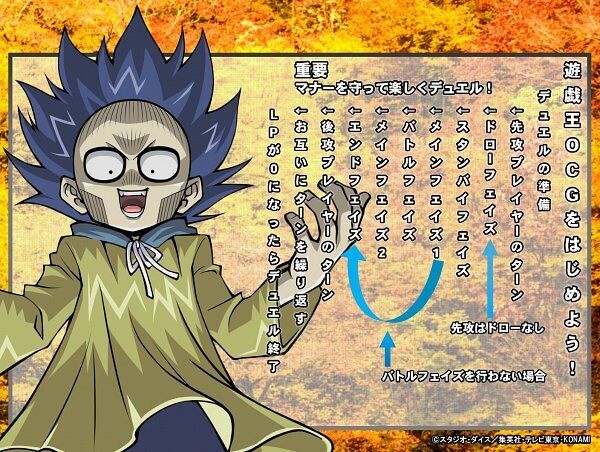 遊戯王OCGをはじめよう！
デュエルの準備
↓先攻プレイヤーのターン
↓ドローフェイズ
↓スタンバイフェイズ
↓メインフェイズ1
↓バトルフェイズ
↓メインフェイズ2
↓エンドフェイズ
↓後攻プレイヤーのターン
↓お互いにターンを繰り返す
LPが0になったらデュエル終了
重要
マナーを守って楽しくデュエル！
先攻はドローなし
バトルフェイズを行わない場合
©スタジオ・ダイス／集英社・テレビ東京・KONAMI